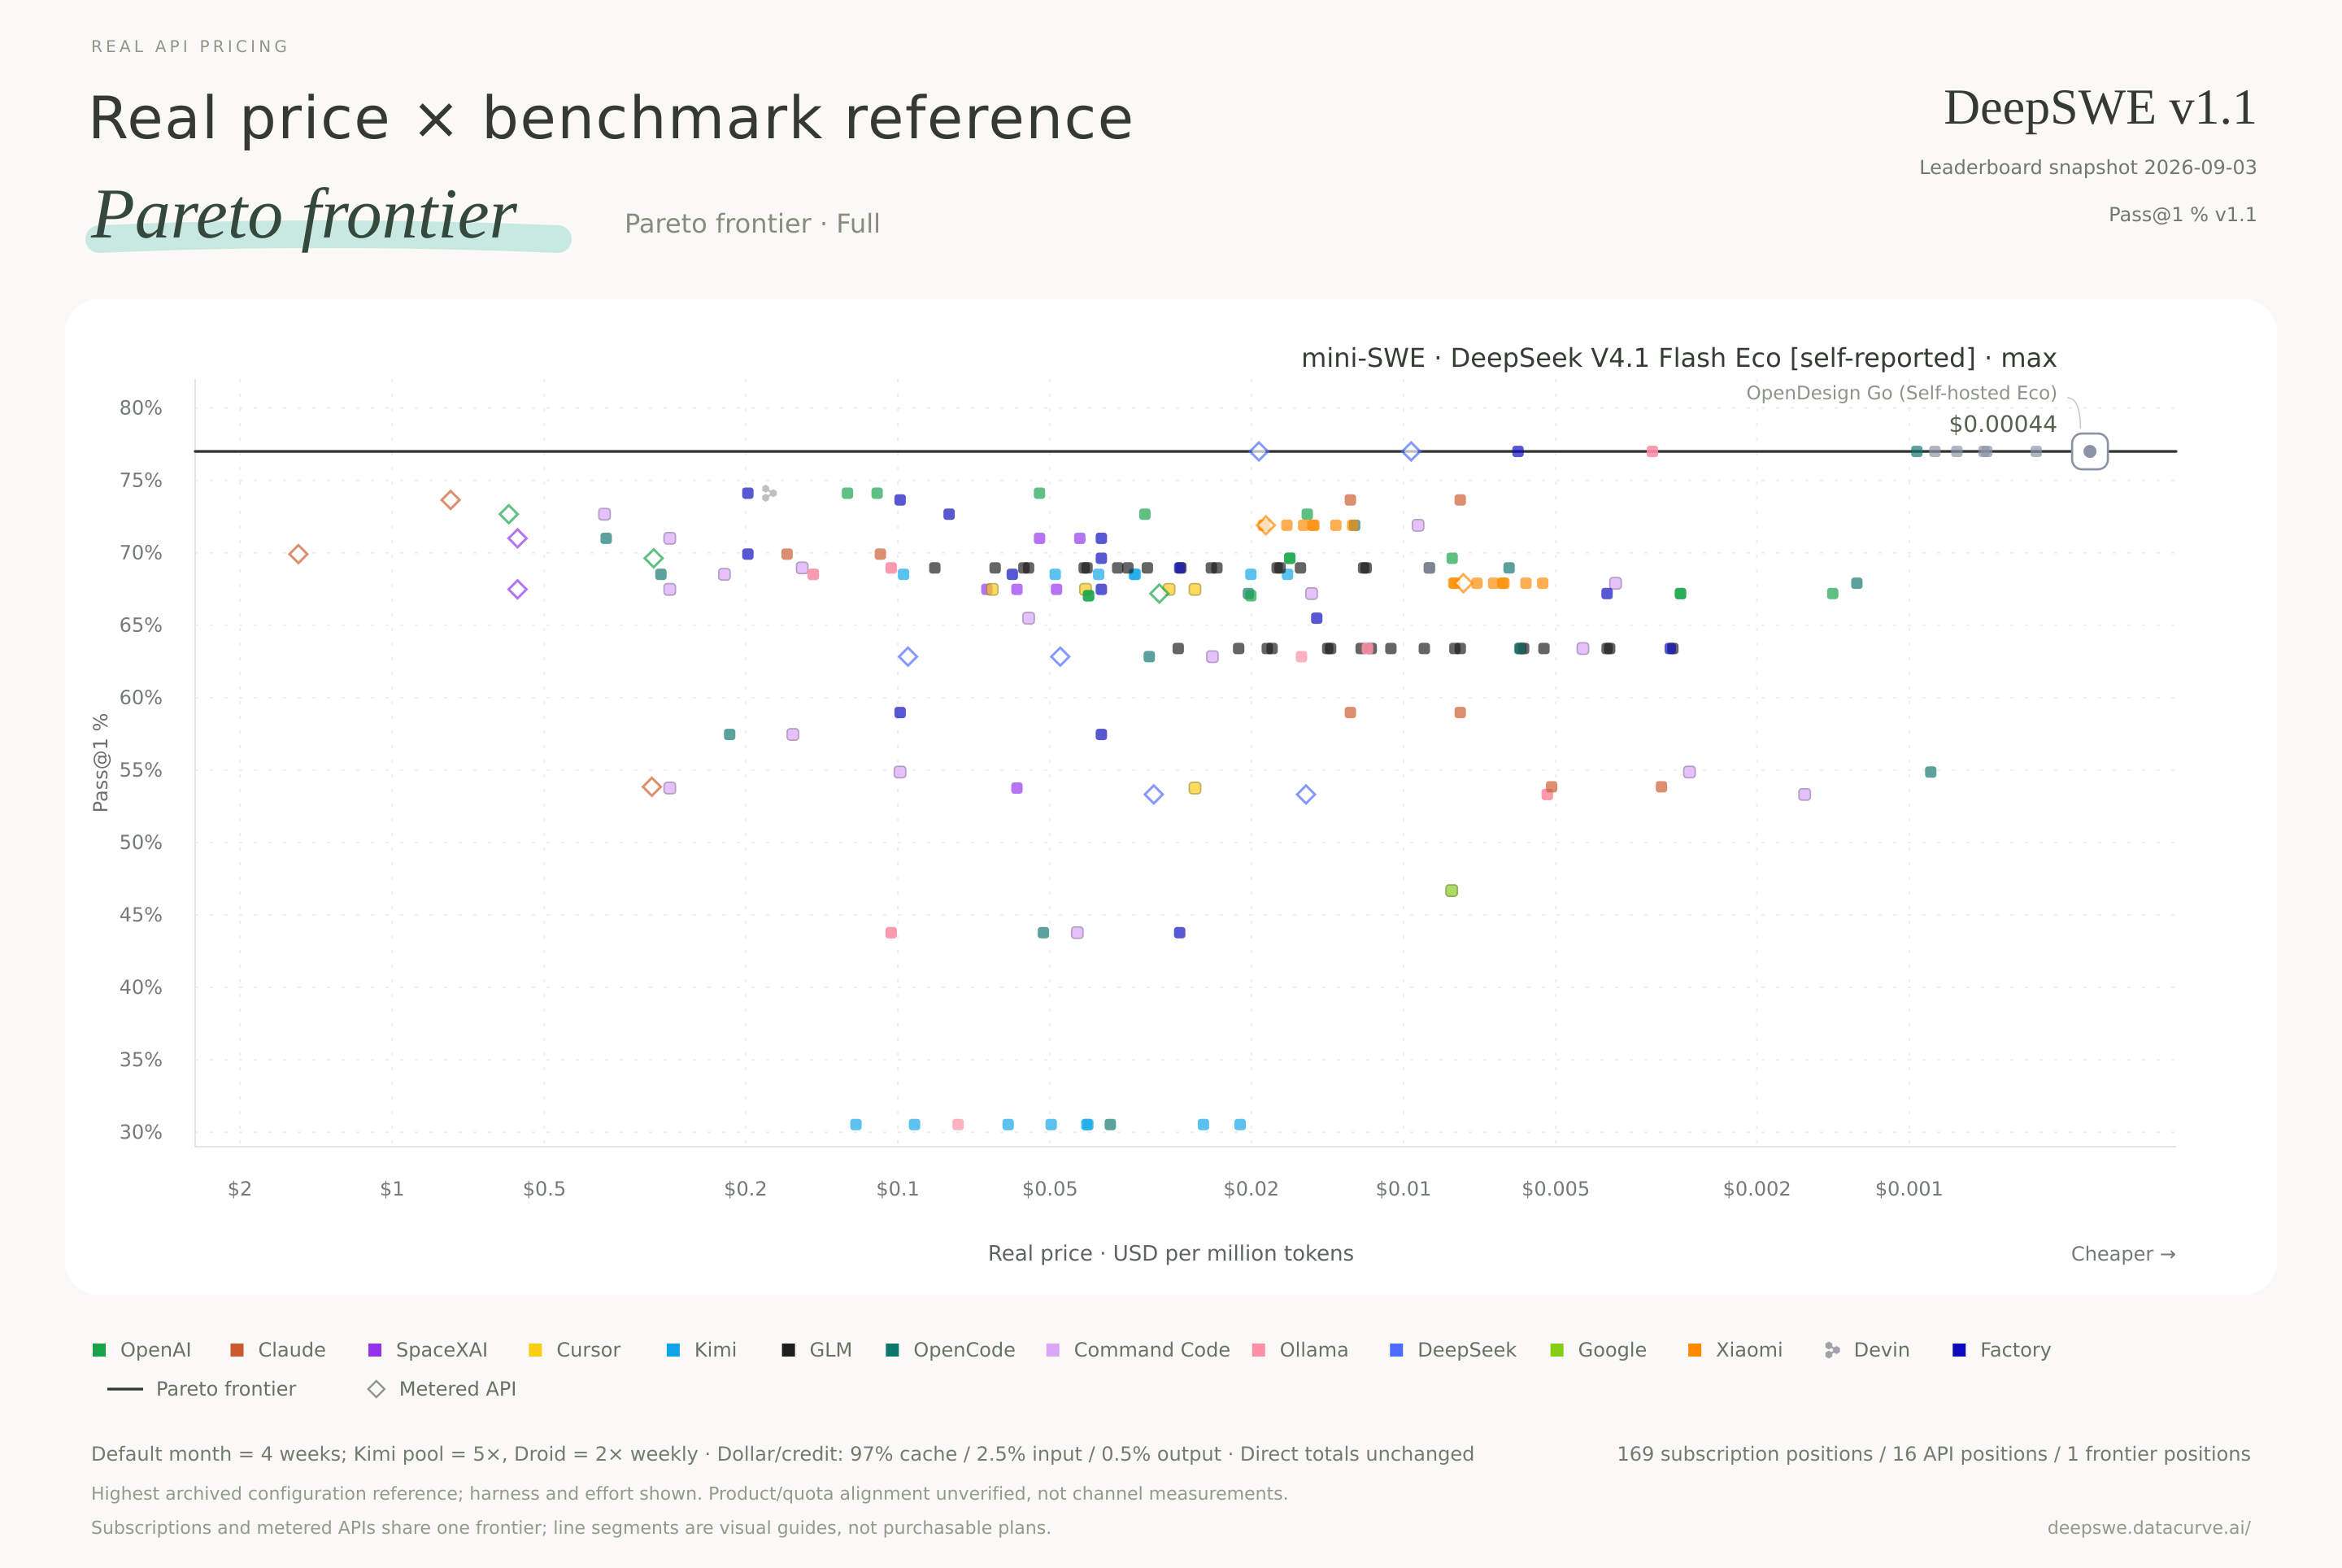 REAL API PRICING
Real price × benchmark reference
Pareto frontier
Pareto frontier · Full
DeepSWE v1.1
Leaderboard snapshot 2026-09-03
Pass@1 % v1.1
mini-SWE · DeepSeek V4.1 Flash Eco [self-reported] · max
OpenDesign Go (Self-hosted Eco)
$0.00044
80%
75%
70%
65%
60%
55%
50%
45%
40%
35%
30%
Pass@1 %
$2 $1 $0.5 $0.2 $0.1 $0.05 $0.02 $0.01 $0.005 $0.002 $0.001
Real price · USD per million tokens
Cheaper →
OpenAI Claude SpaceXAI Cursor Kimi GLM OpenCode Command Code Ollama DeepSeek Google Xiaomi Devin Factory
Pareto frontier Metered API
Default month = 4 weeks; Kimi pool = 5×, Droid = 2× weekly · Dollar/credit: 97% cache / 2.5% input / 0.5% output · Direct totals unchanged
169 subscription positions / 16 API positions / 1 frontier positions
Highest archived configuration reference; harness and effort shown. Product/quota alignment unverified, not channel measurements.
Subscriptions and metered APIs share one frontier; line segments are visual guides, not purchasable plans.
deepswe.datacurve.ai/